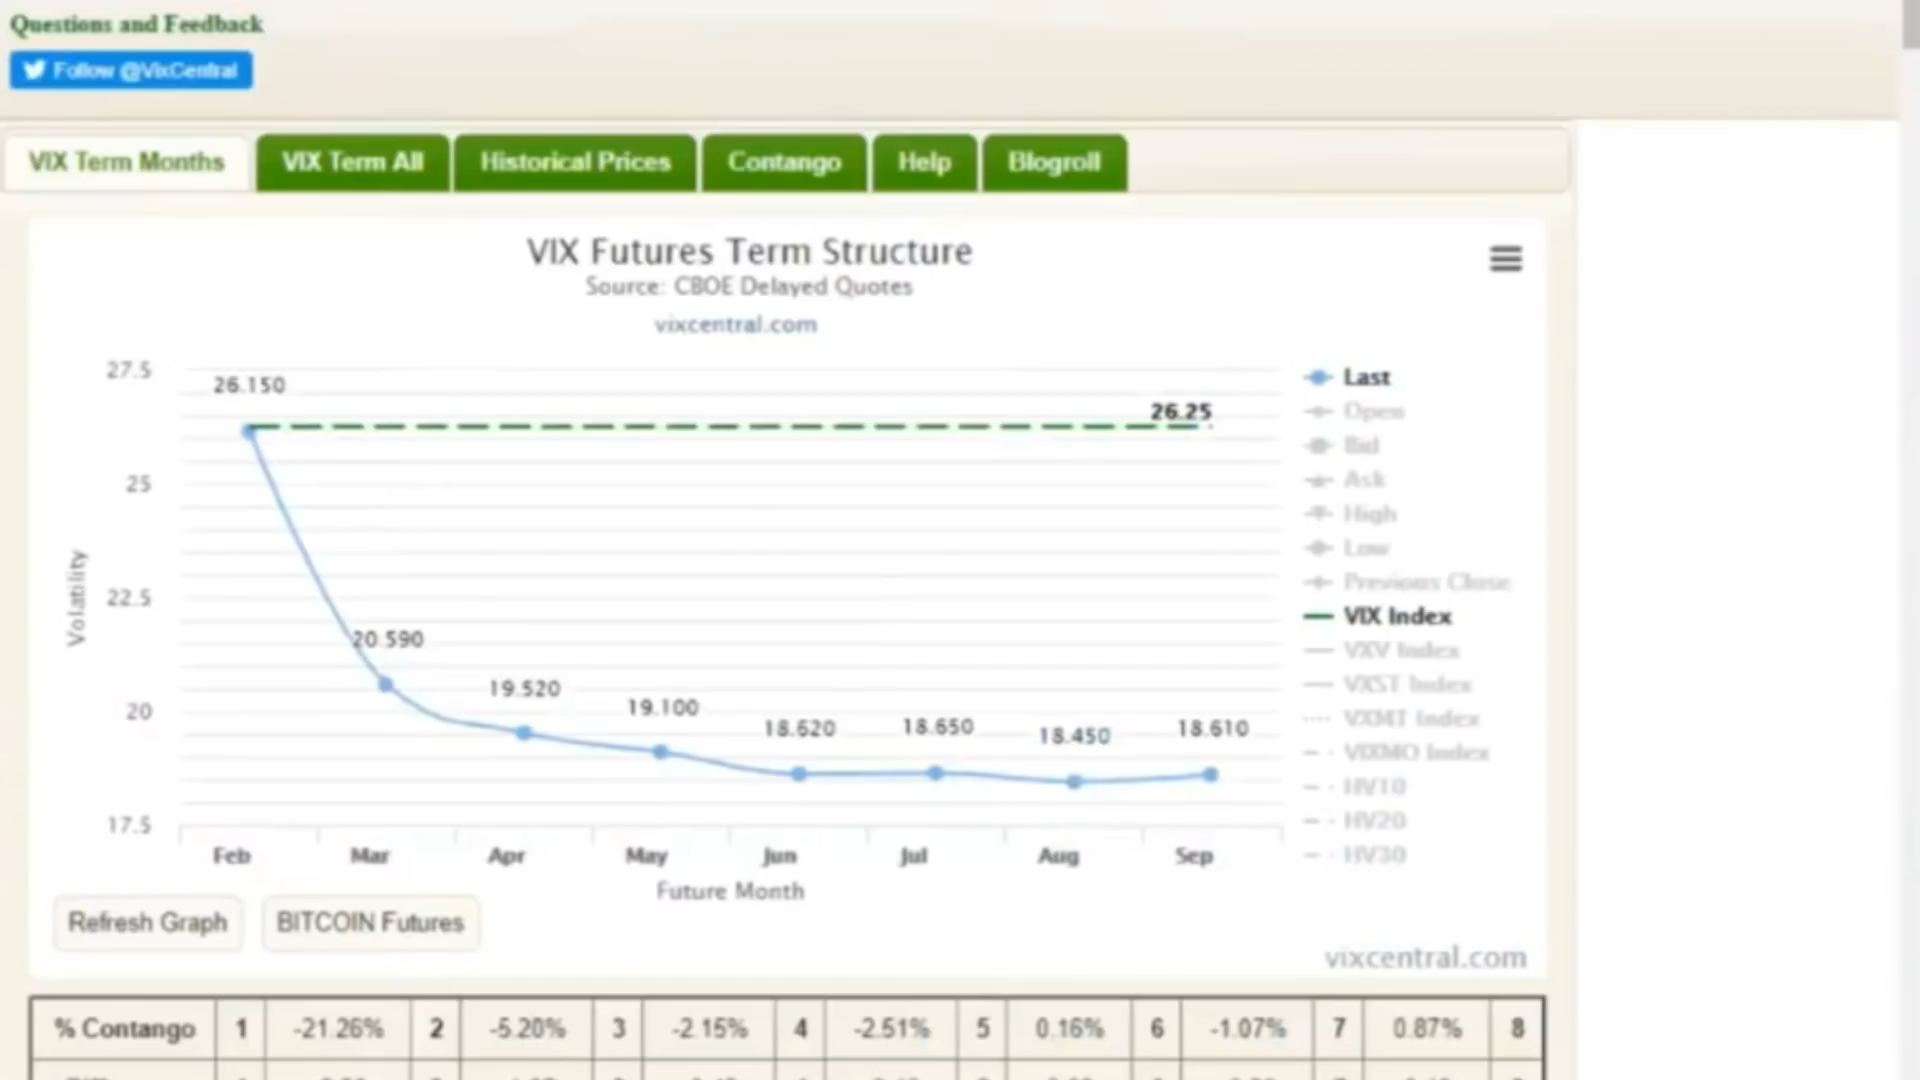 Questions and Feedback
Follow @VixCentral
VIX Term Months VIX Term All Historical Prices Contango Help Blogroll
VIX Futures Term Structure
Source: CBOE Delayed Quotes
vixcentral.com
27.5
25
22.5
20
17.5
Volatility
26.150
20.590
19.520
19.100
18.620
18.650
18.450
18.610
26.25
Feb Mar Apr May Jun Jul Aug Sep
Future Month
Last
Open
Bid
Ask
High
Low
Previous Close
VIX Index
VXV Index
VXST Index
VXMT Index
VIXMO Index
HV10
HV20
HV30
Refresh Graph BITCOIN Futures
vixcentral.com
% Contango 1 -21.26% 2 -5.20% 3 -2.15% 4 -2.51% 5 0.16% 6 -1.07% 7 0.87% 8